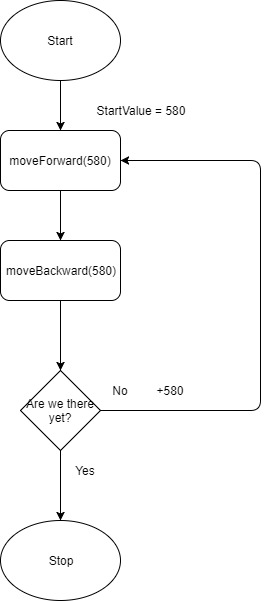 Start
StartValue = 580
moveForward(580)
moveBackward(580)
Are we there
yet?
No
+580
Yes
Stop